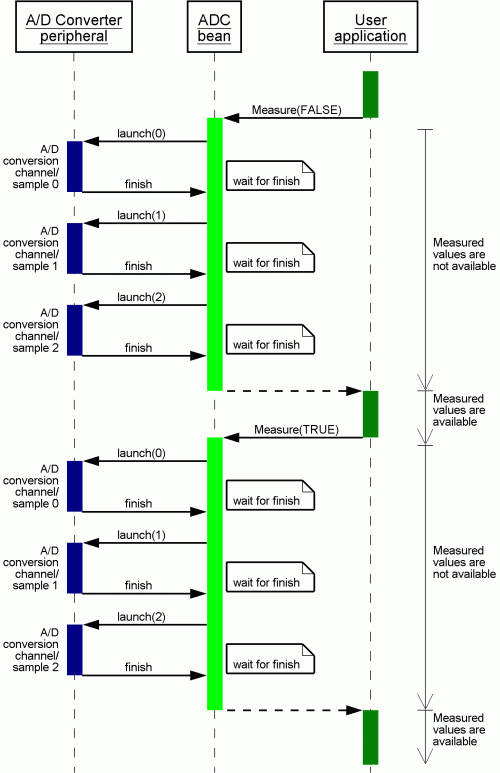 A/D Converter
peripheral
ADC
bean
User
application
Measure(FALSE)
launch(0)
A/D
conversion
channel/
sample 0
wait for finish
finish
launch(1)
A/D
conversion
channel/
sample 1
wait for finish
finish
Measured
values are
not available
launch(2)
A/D
conversion
channel/
sample 2
wait for finish
finish
Measured
values are
available
Measure(TRUE)
launch(0)
A/D
conversion
channel/
sample 0
wait for finish
finish
launch(1)
A/D
conversion
channel/
sample 1
wait for finish
finish
Measured
values are
not available
launch(2)
A/D
conversion
channel/
sample 2
wait for finish
finish
Measured
values are
available